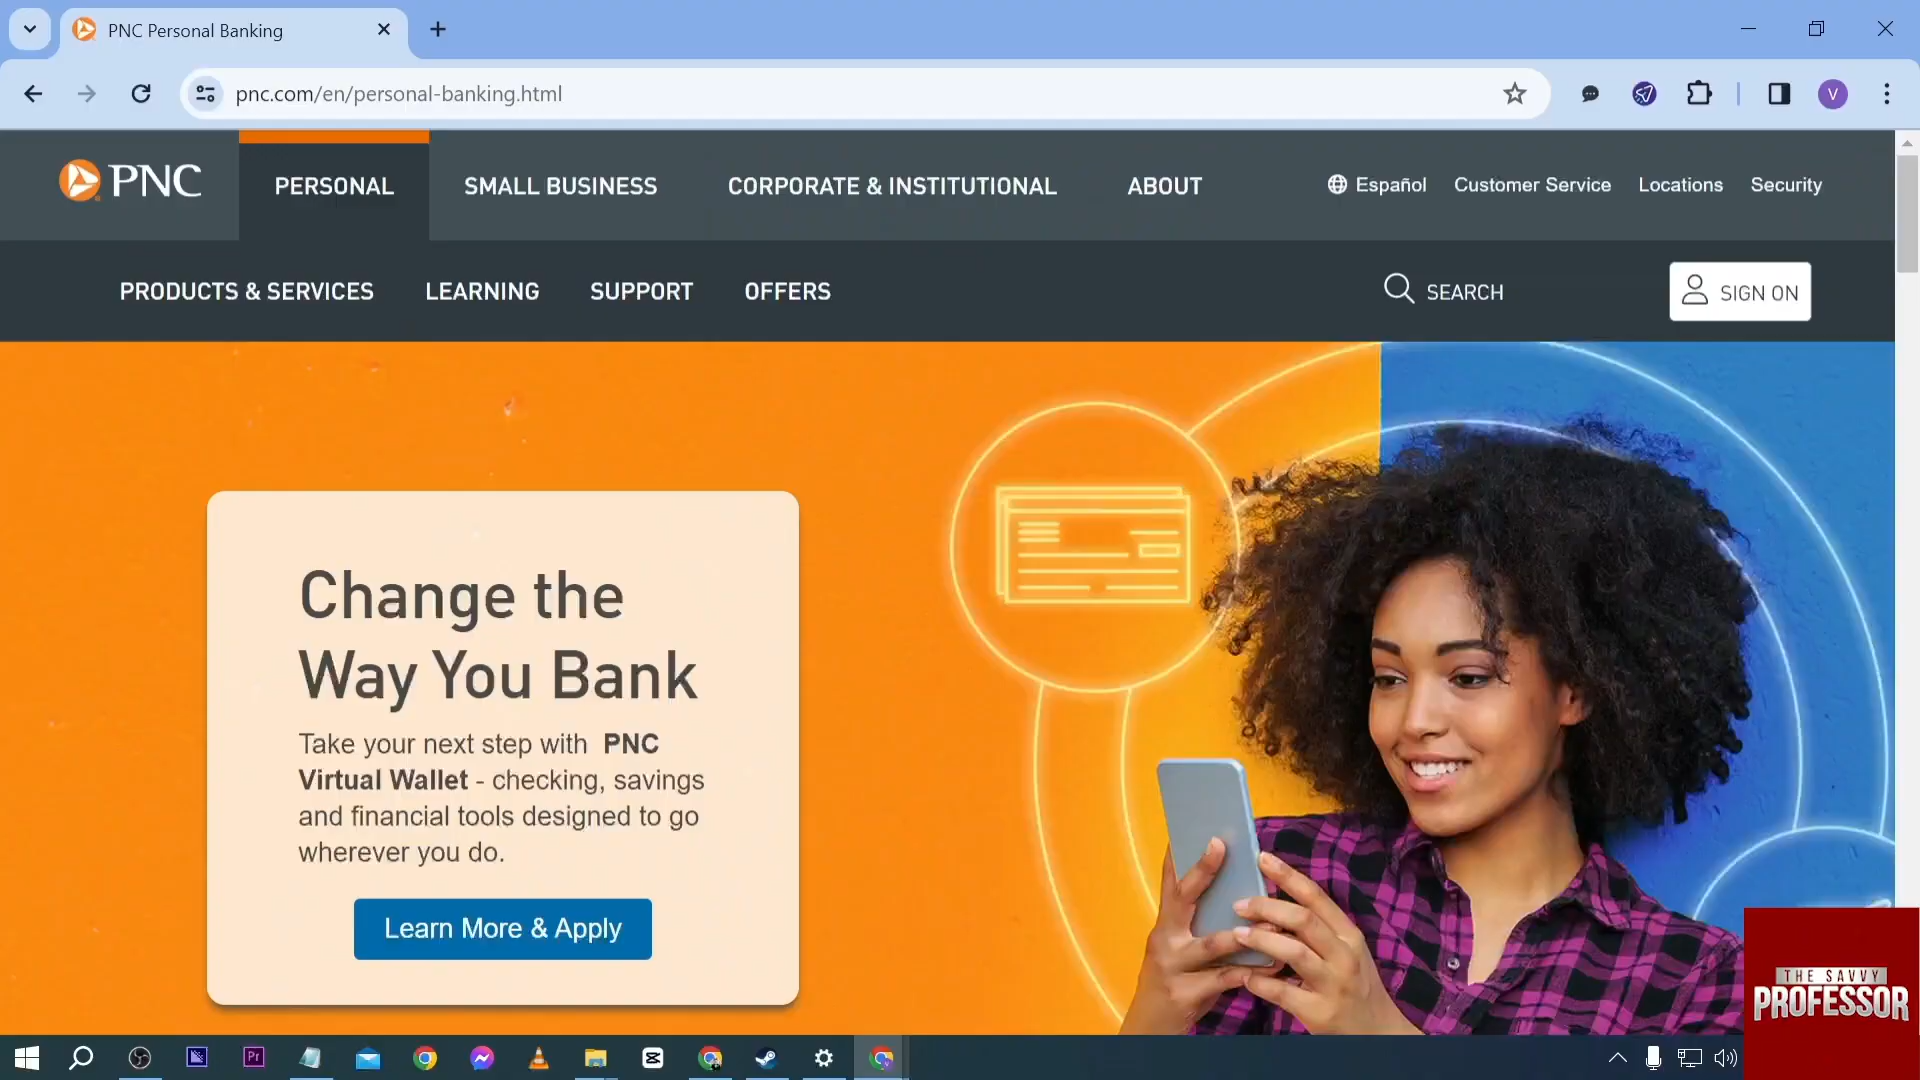 PNC Personal Banking
pnc.com/en/personal-banking.html
V
PNC
PERSONAL
SMALL BUSINESS
CORPORATE & INSTITUTIONAL
ABOUT
Español
Customer Service
Locations
Security
PRODUCTS & SERVICES
LEARNING
SUPPORT
OFFERS
SEARCH
SIGN ON
Change the
Way You Bank
Take your next step with PNC
Virtual Wallet - checking, savings
and financial tools designed to go
wherever you do.
Learn More & Apply
Pr
THE SAVVY
PROFESSOR